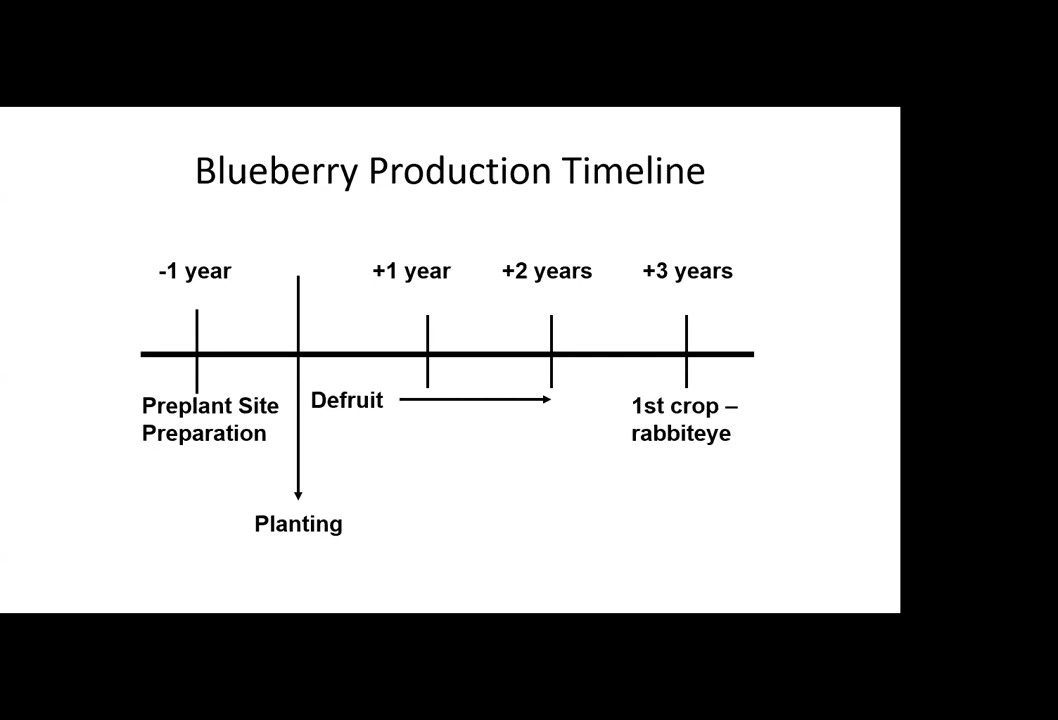 Blueberry Production Timeline
-1 year
+1 year
+2 years
+3 years
Preplant Site
Preparation
Defruit
1st crop –
rabbiteye
Planting